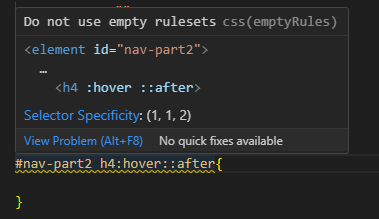 Do not use empty rulesets css(emptyRules)
<element id="nav-part2">
…
<h4 :hover ::after>
Selector Specificity: (1, 1, 2)
View Problem (Alt+F8) No quick fixes available
#nav-part2 h4:hover::after{
}